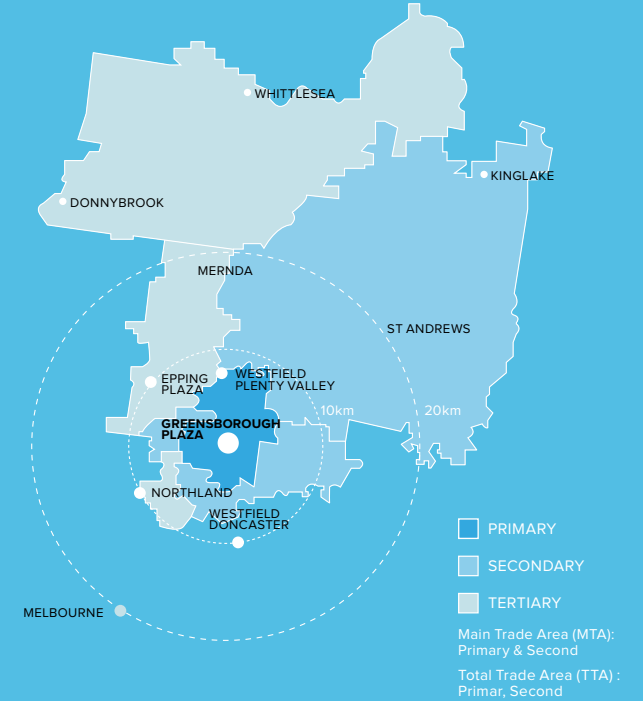 WHITTLESEA
KINGLAKE
DONNYBROOK
MERNDA
ST ANDREWS
WESTFIELD
PLENTY VALLEY
EPPING
PLAZA
10km
20km
GREENSBOROUGH
PLAZA
NORTHLAND
WESTFIELD
DONCASTER
MELBOURNE
PRIMARY
SECONDARY
TERTIARY
Main Trade Area (MTA):
Primary & Second
Total Trade Area (TTA) :
Primar, Second